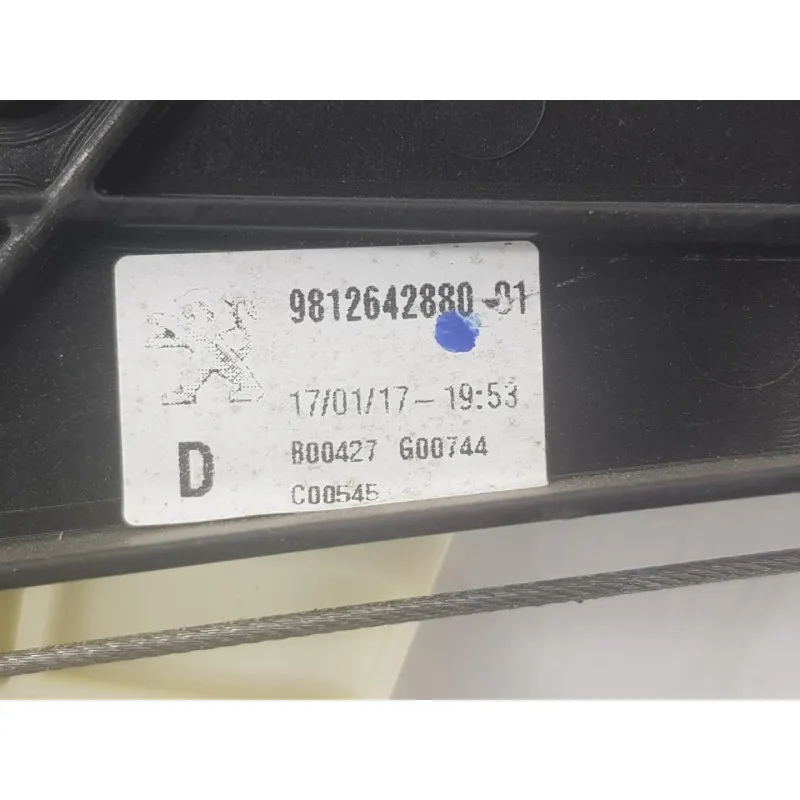 9812642880-01
17/01/17-19:53
D
B00427 G00744
C00545